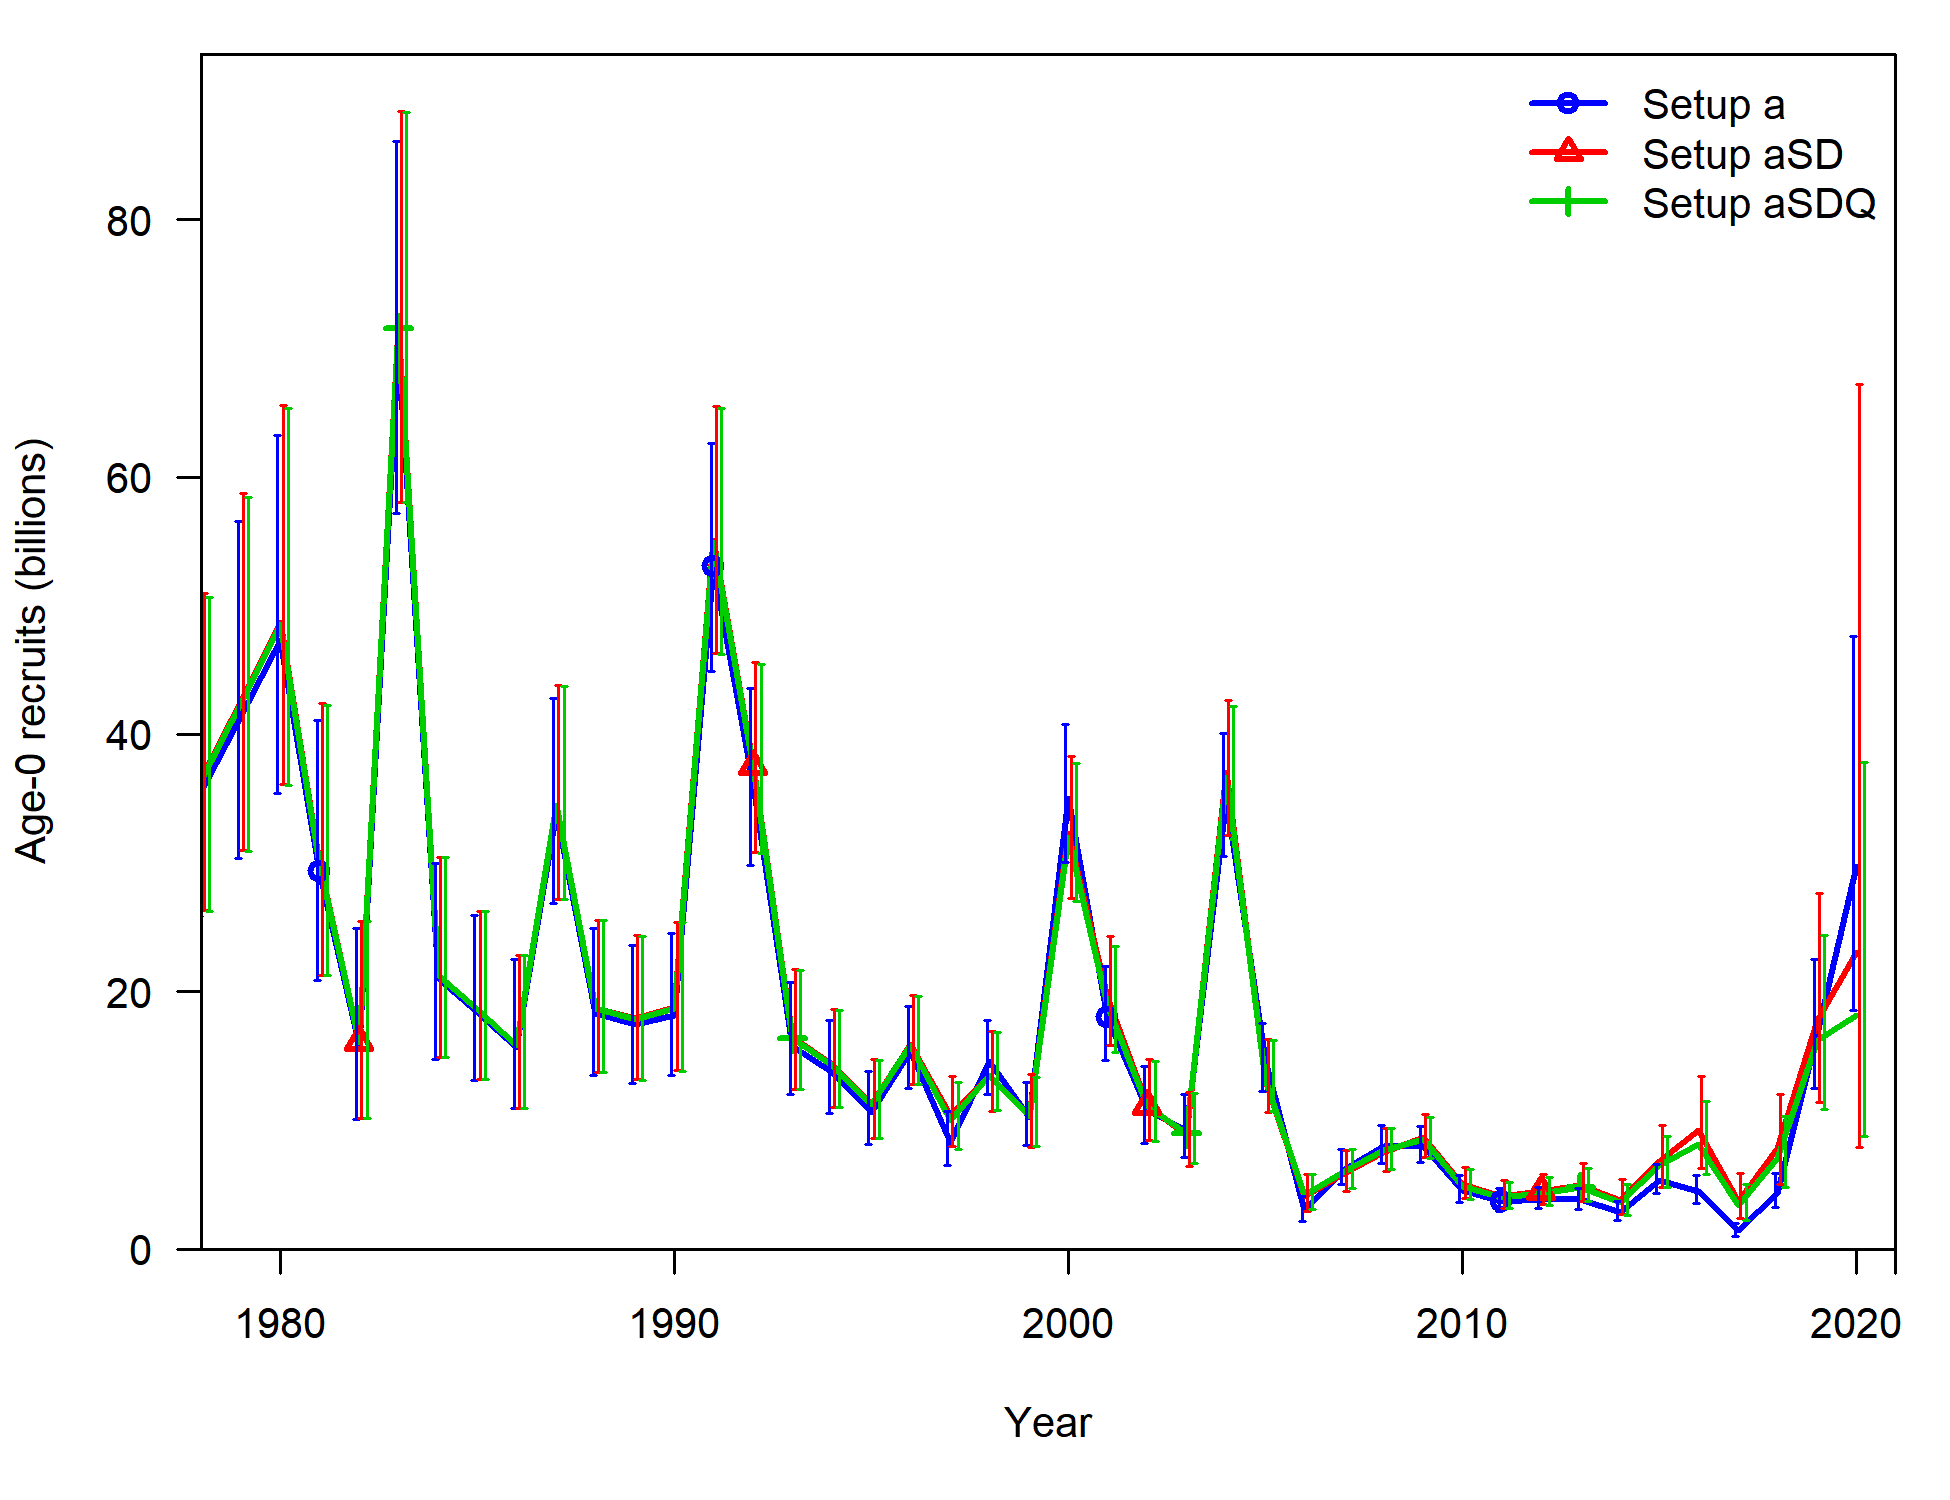 Setup a
Setup aSD
Setup aSDQ
80
60
40
20
0
Age-0 recruits (billions)
1980 1990 2000 2010 2020
Year